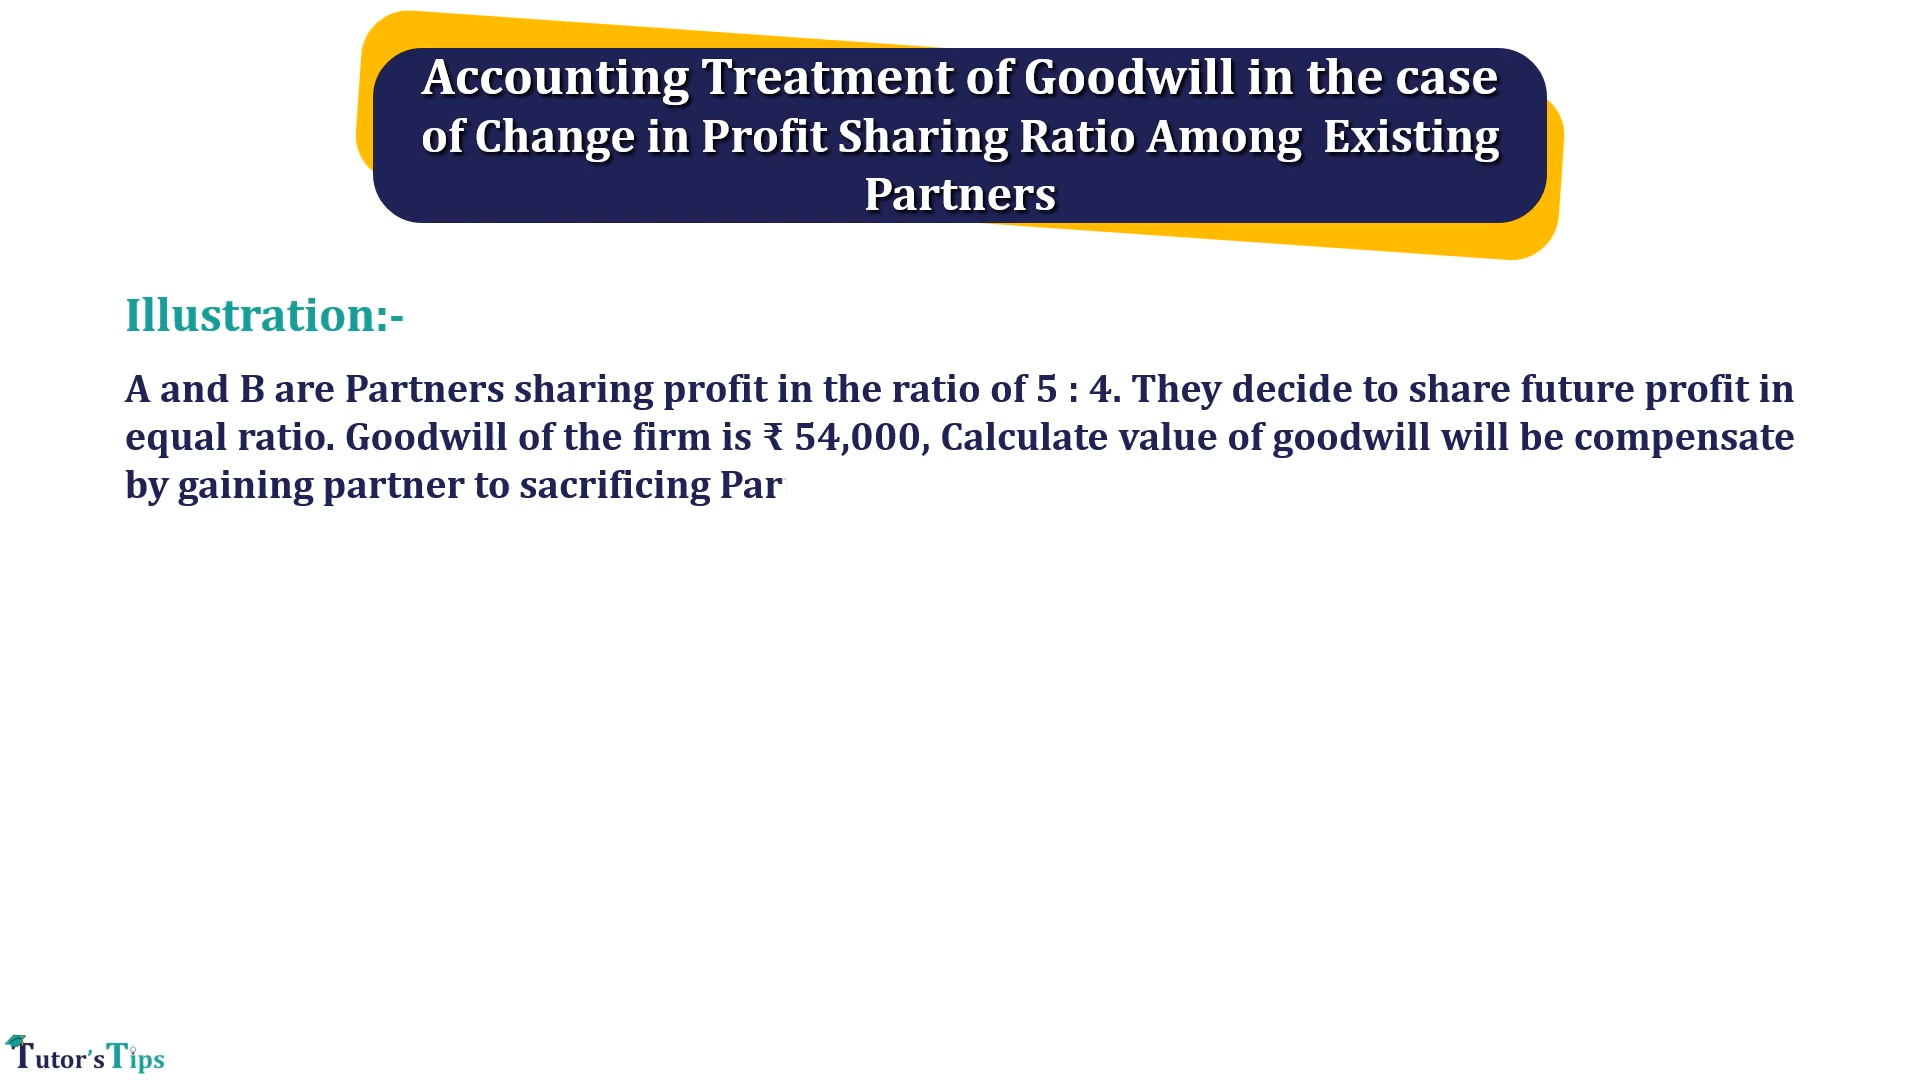 Accounting Treatment of Goodwill in the case
of Change in Profit Sharing Ratio Among Existing
Partners
Illustration:-
A and B are Partners sharing profit in the ratio of 5 : 4. They decide to share future profit in
equal ratio. Goodwill of the firm is ₹ 54,000, Calculate value of goodwill will be compensate
by gaining partner to sacrificing Par
Tutor'sTips